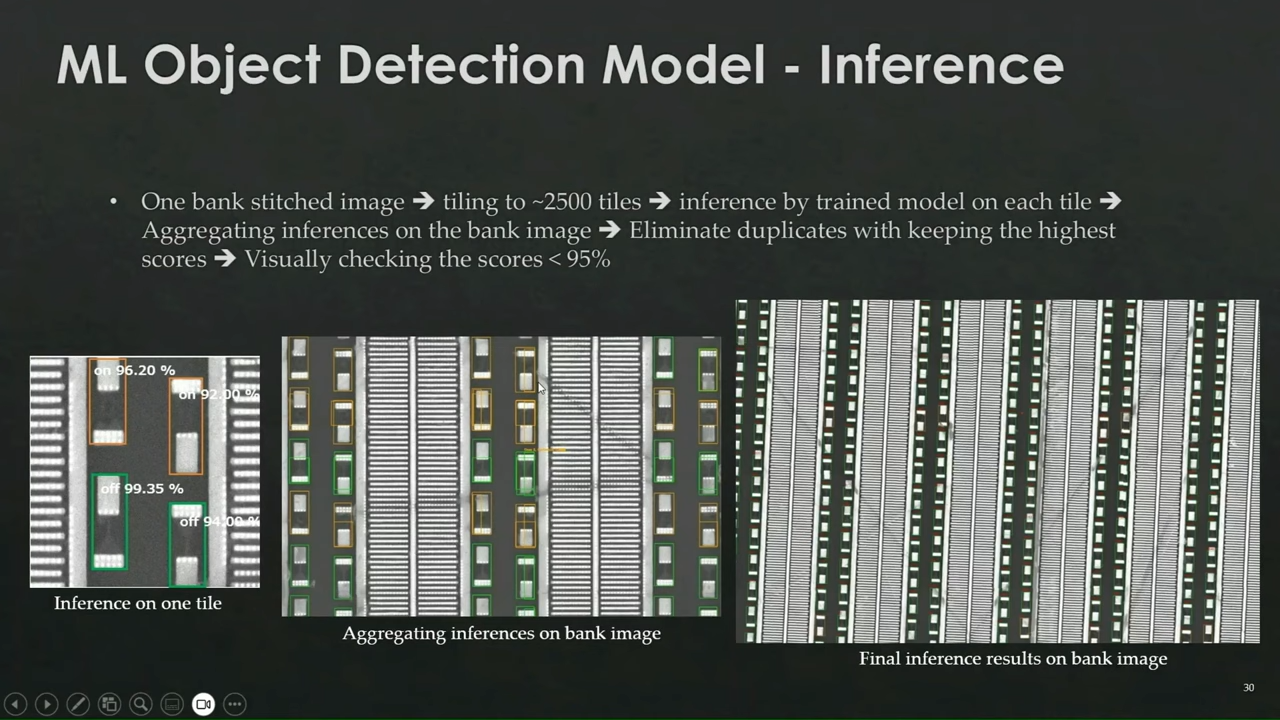 ML Object Detection Model - Inference
• One bank stitched image ➔ tiling to ~2500 tiles ➔ inference by trained model on each tile ➔
Aggregating inferences on the bank image ➔ Eliminate duplicates with keeping the highest
scores ➔ Visually checking the scores < 95%
on 96.20 %
on 92.00 %
off 99.35 %
off 94.00 %
Inference on one tile
Aggregating inferences on bank image
Final inference results on bank image
30